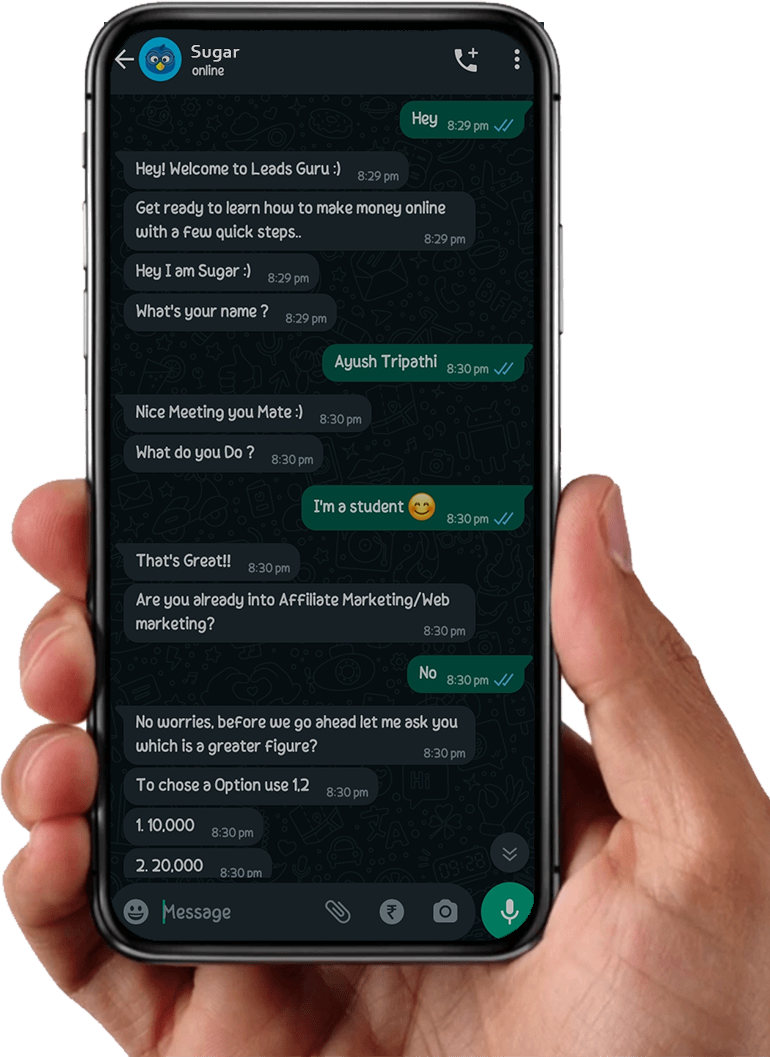 Sugar
online
Hey 8:29 pm
Hey! Welcome to Leads Guru :) 8:29 pm
Get ready to learn how to make money online
with a few quick steps.. 8:29 pm
Hey I am Sugar :) 8:29 pm
What's your name ? 8:29 pm
Ayush Tripathi 8:30 pm
Nice Meeting you Mate :) 8:30 pm
What do you Do ? 8:30 pm
I'm a student 😊 8:30 pm
That's Great!! 8:30 pm
Are you already into Affiliate Marketing/Web
marketing? 8:30 pm
No 8:30 pm
No worries, before we go ahead let me ask you
which is a greater figure? 8:30 pm
To chose a Option use 1,2 8:30 pm
1. 10,000 8:30 pm
2. 20,000 8:30 pm
Message ₹